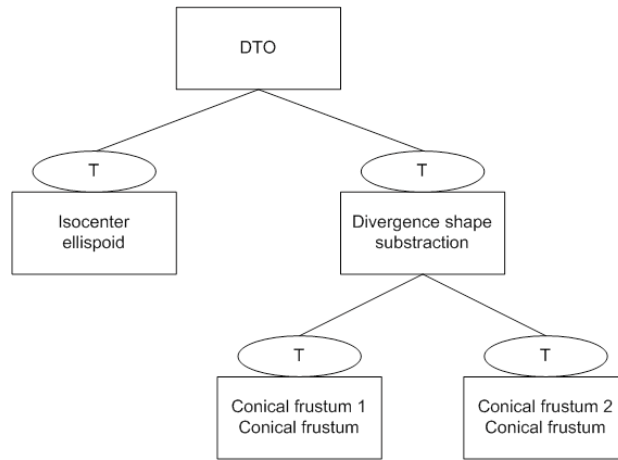 DTO
T
T
Isocenter
ellispoid
Divergence shape
substraction
T
T
Conical frustum 1
Conical frustum
Conical frustum 2
Conical frustum